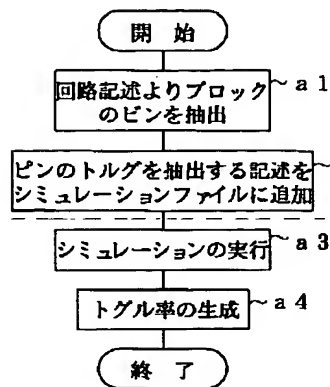 開 始
回路記述よりブロック
のピンを抽出
a 1
ピンのトルグを抽出する記述を
シミュレーションファイルに追加
シミュレーションの実行
a 3
トグル率の生成
a 4
終 了